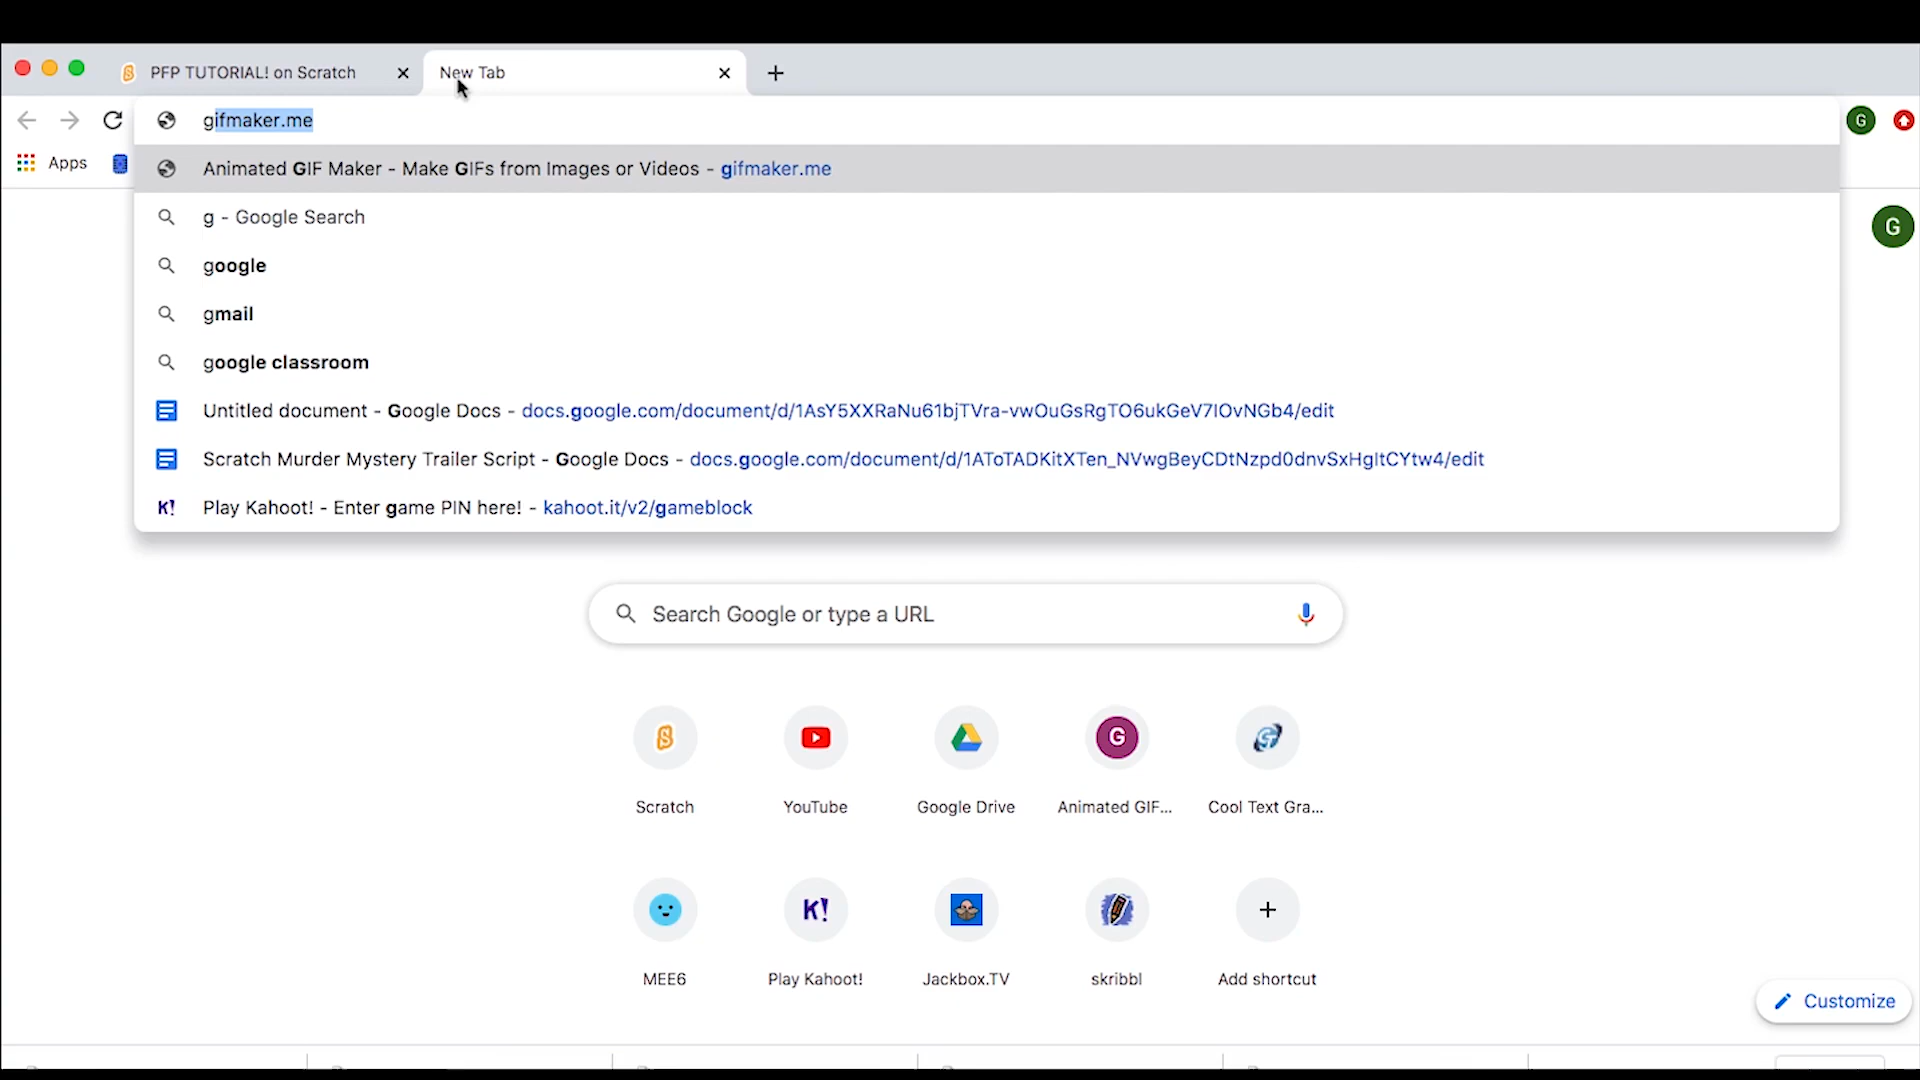 PFP TUTORIAL! on Scratch
New Tab
gifmaker.me
G
Apps
Animated GIF Maker - Make GIFs from Images or Videos - gifmaker.me
g - Google Search
G
google
gmail
google classroom
Untitled document - Google Docs - docs.google.com/document/d/1AsY5XXRaNu61bjTVra-vwOuGsRgTO6ukGeV7IOvNGb4/edit
Scratch Murder Mystery Trailer Script - Google Docs - docs.google.com/document/d/1AToTADKitXTen_NVwgBeyCDtNzpd0dnvSxHgItCYtw4/edit
K! Play Kahoot! - Enter game PIN here! - kahoot.it/v2/gameblock
Search Google or type a URL
G
Scratch
YouTube
Google Drive
Animated GIF...
Cool Text Gra...
K!
MEE6
Play Kahoot!
Jackbox.TV
skribbl
Add shortcut
Customize